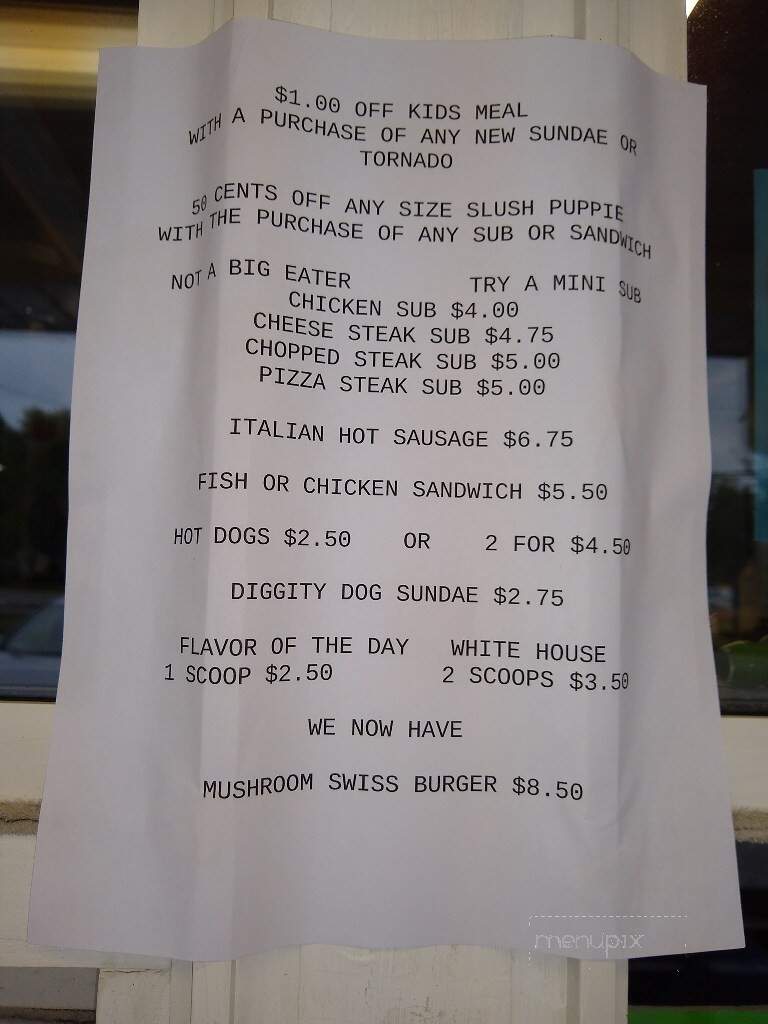 $1.00 OFF KIDS MEAL
WITH A PURCHASE OF ANY NEW SUNDAE OR
TORNADO
50 CENTS OFF ANY SIZE SLUSH PUPPIE
WITH THE PURCHASE OF ANY SUB OR SANDWICH
NOT A BIG EATER TRY A MINI SUB
CHICKEN SUB $4.00
CHEESE STEAK SUB $4.75
CHOPPED STEAK SUB $5.00
PIZZA STEAK SUB $5.00
ITALIAN HOT SAUSAGE $6.75
FISH OR CHICKEN SANDWICH $5.50
HOT DOGS $2.50 OR 2 FOR $4.50
DIGGITY DOG SUNDAE $2.75
FLAVOR OF THE DAY WHITE HOUSE
1 SCOOP $2.50 2 SCOOPS $3.50
WE NOW HAVE
MUSHROOM SWISS BURGER $8.50
menupix